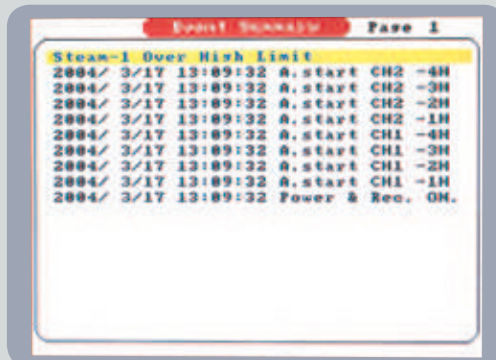 Event Summary Page 1
Steam-1 Over High Limit
2004/ 3/17 13:09:32 A.start CH2 -4H
2004/ 3/17 13:09:32 A.start CH2 -3H
2004/ 3/17 13:09:32 A.start CH2 -2H
2004/ 3/17 13:09:32 A.start CH2 -1H
2004/ 3/17 13:09:32 A.start CH1 -4H
2004/ 3/17 13:09:32 A.start CH1 -3H
2004/ 3/17 13:09:32 A.start CH1 -2H
2004/ 3/17 13:09:32 A.start CH1 -1H
2004/ 3/17 13:09:32 Power & Rec. ON.